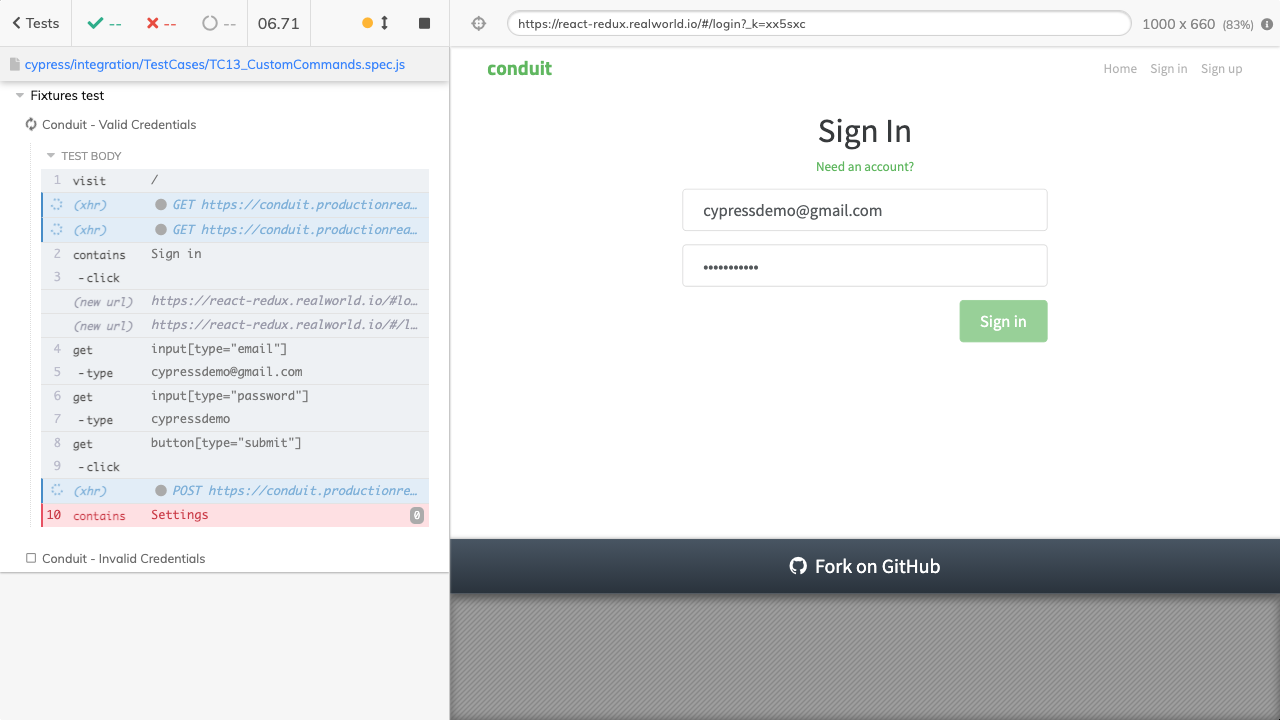 Tests
--
--
--
06.71
https://react-redux.realworld.io/#/login?_k=xx5sxc
1000 x 660 (83%)
cypress/integration/TestCases/TC13_CustomCommands.spec.js
Fixtures test
Conduit - Valid Credentials
TEST BODY
1 visit /
(xhr) GET https://conduit.productionrea…
(xhr) GET https://conduit.productionrea…
2 contains Sign in
3 - click
(new url) https://react-redux.realworld.io/#lo…
(new url) https://react-redux.realworld.io/#/l…
4 get input[type="email"]
5 - type cypressdemo@gmail.com
6 get input[type="password"]
7 - type cypressdemo
8 get button[type="submit"]
9 - click
(xhr) POST https://conduit.productionre…
10 contains Settings 0
Conduit - Invalid Credentials
conduit
Home Sign in Sign up
Sign In
Need an account?
cypressdemo@gmail.com
•••••••••••
Sign in
Fork on GitHub